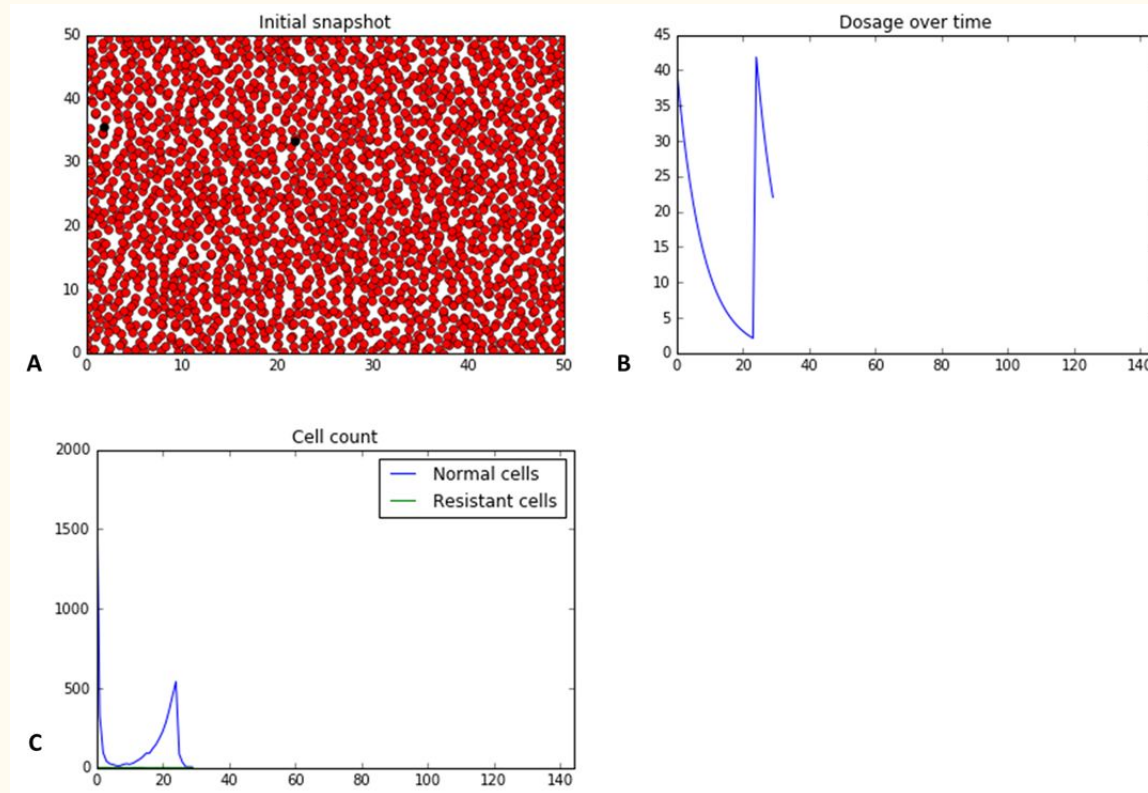 Initial snapshot
50
40
30
20
10
0
0 10 20 30 40 50
A
Dosage over time
45
40
35
30
25
20
15
10
5
0
0 20 40 60 80 100 120 140
B
Cell count
2000
1500
1000
500
0
0 20 40 60 80 100 120 140
Normal cells
Resistant cells
C